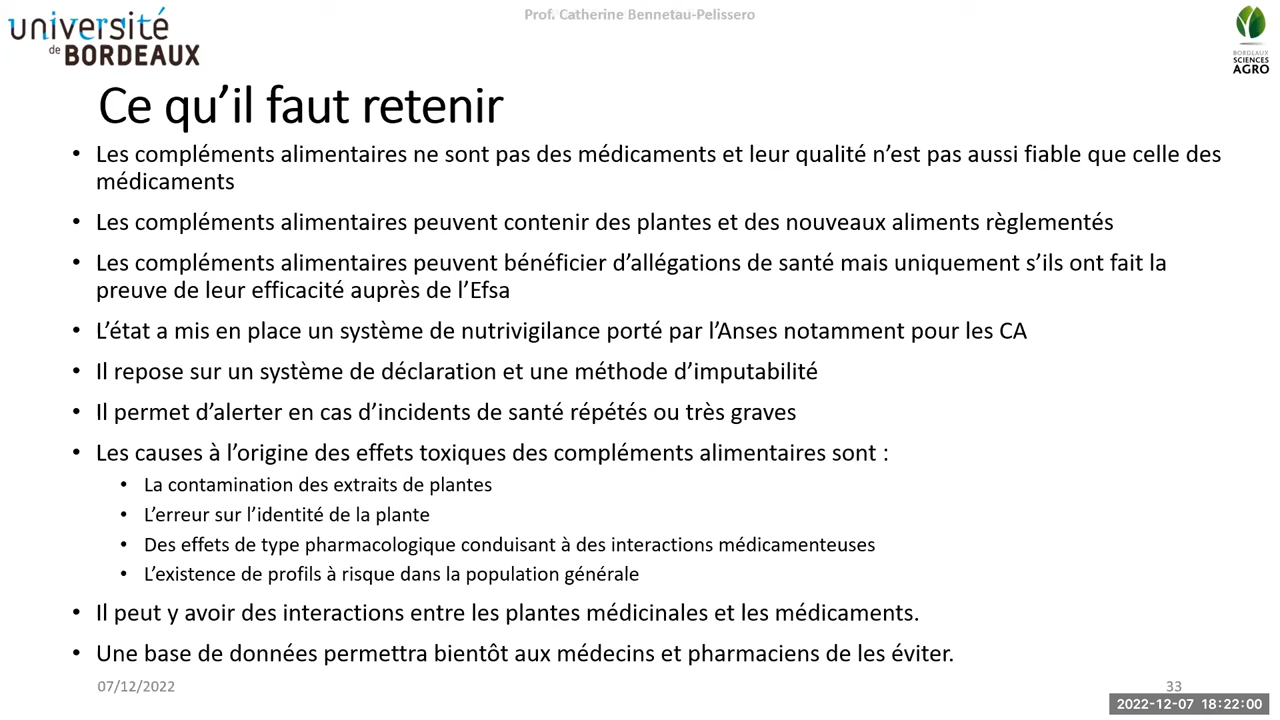 Prof. Catherine Bennetau-Pelissero
université
de BORDEAUX
BORDEAUX
SCIENCES
AGRO
Ce qu’il faut retenir
• Les compléments alimentaires ne sont pas des médicaments et leur qualité n’est pas aussi fiable que celle des
médicaments
• Les compléments alimentaires peuvent contenir des plantes et des nouveaux aliments règlementés
• Les compléments alimentaires peuvent bénéficier d’allégations de santé mais uniquement s’ils ont fait la
preuve de leur efficacité auprès de l’Efsa
• L’état a mis en place un système de nutrivigilance porté par l’Anses notamment pour les CA
• Il repose sur un système de déclaration et une méthode d’imputabilité
• Il permet d’alerter en cas d’incidents de santé répétés ou très graves
• Les causes à l’origine des effets toxiques des compléments alimentaires sont :
• La contamination des extraits de plantes
• L’erreur sur l’identité de la plante
• Des effets de type pharmacologique conduisant à des interactions médicamenteuses
• L’existence de profils à risque dans la population générale
• Il peut y avoir des interactions entre les plantes médicinales et les médicaments.
• Une base de données permettra bientôt aux médecins et pharmaciens de les éviter.
07/12/2022
33
2022-12-07 18:22:00